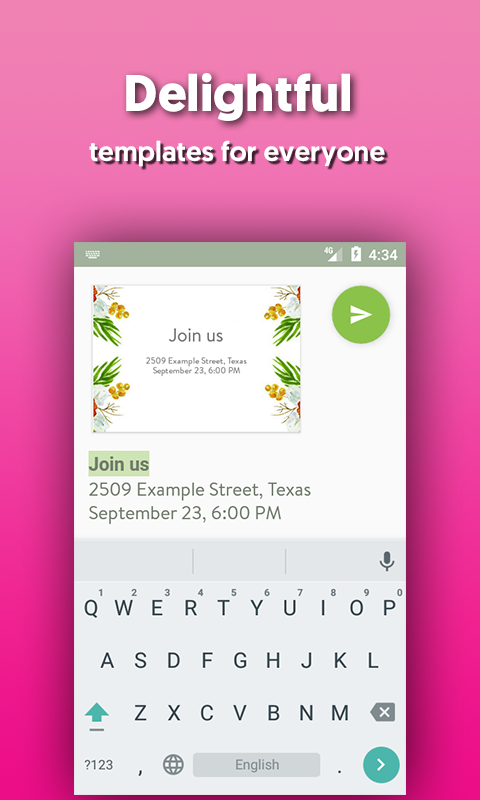 Delightful
templates for everyone
4G 4:34
Join us
2509 Example Street, Texas
September 23, 6:00 PM
Join us
2509 Example Street, Texas
September 23, 6:00 PM
1 2 3 4 5 6 7 8 9 0
Q W E R T Y U I O P
A S D F G H J K L
Z X C V B N M
?123 , English .